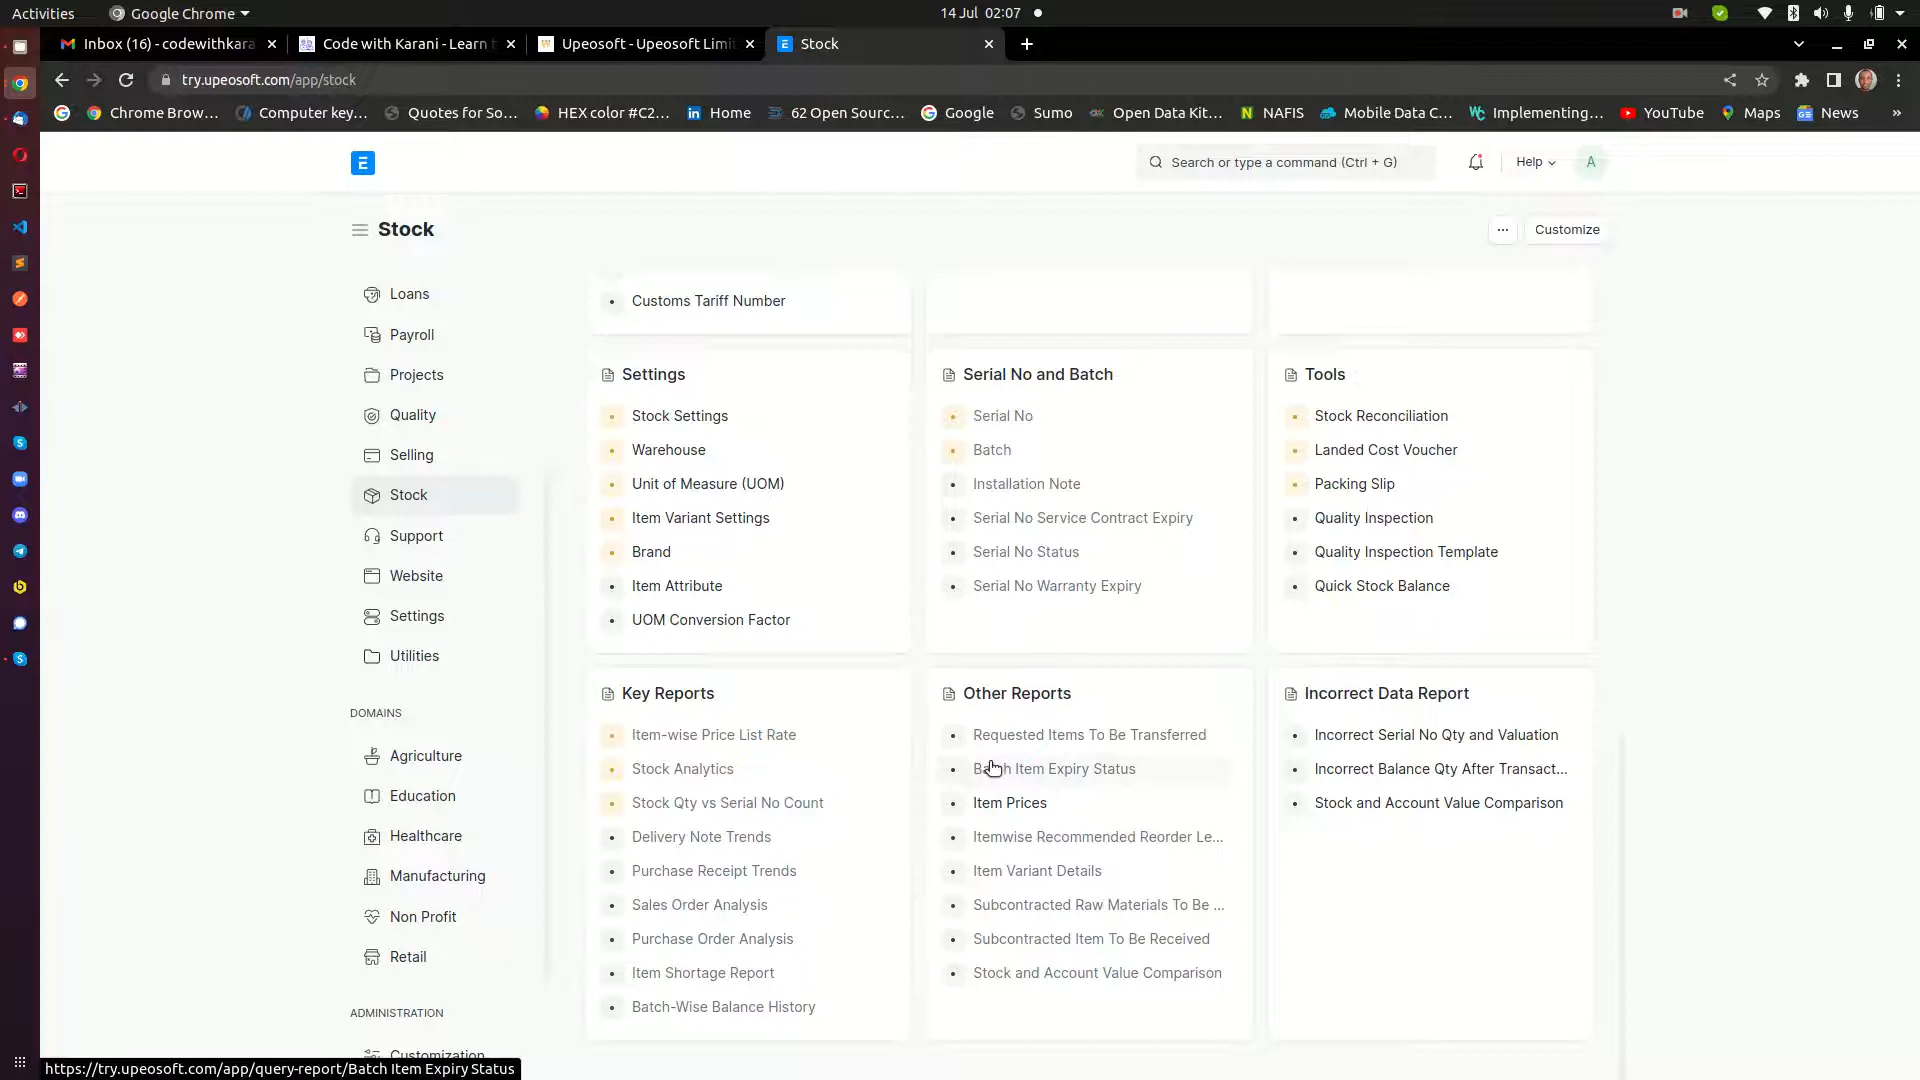 Activities
Google Chrome
14 Jul 02:07
Inbox (16) - codewithkara
Code with Karani - Learn
Upeosoft - Upeosoft Limi
Stock
try.upeosoft.com/app/stock
Chrome Brow...
Computer key...
Quotes for So...
HEX color #C2...
Home
62 Open Sourc...
Google
Sumo
Open Data Kit...
NAFIS
Mobile Data C...
Implementing...
YouTube
Maps
News
»
E
Search or type a command (Ctrl + G)
Help
A
Stock
...
Customize
Loans
Payroll
Projects
Quality
Selling
Stock
Support
Website
Settings
Utilities
DOMAINS
Agriculture
Education
Healthcare
Manufacturing
Non Profit
Retail
ADMINISTRATION
Customization
Customs Tariff Number
Settings
Stock Settings
Warehouse
Unit of Measure (UOM)
Item Variant Settings
Brand
Item Attribute
UOM Conversion Factor
Serial No and Batch
Serial No
Batch
Installation Note
Serial No Service Contract Expiry
Serial No Status
Serial No Warranty Expiry
Tools
Stock Reconciliation
Landed Cost Voucher
Packing Slip
Quality Inspection
Quality Inspection Template
Quick Stock Balance
Key Reports
Item-wise Price List Rate
Stock Analytics
Stock Qty vs Serial No Count
Delivery Note Trends
Purchase Receipt Trends
Sales Order Analysis
Purchase Order Analysis
Item Shortage Report
Batch-Wise Balance History
Other Reports
Requested Items To Be Transferred
Batch Item Expiry Status
Item Prices
Itemwise Recommended Reorder Le...
Item Variant Details
Subcontracted Raw Materials To Be ...
Subcontracted Item To Be Received
Stock and Account Value Comparison
Incorrect Data Report
Incorrect Serial No Qty and Valuation
Incorrect Balance Qty After Transact...
Stock and Account Value Comparison
https://try.upeosoft.com/app/query-report/Batch Item Expiry Status